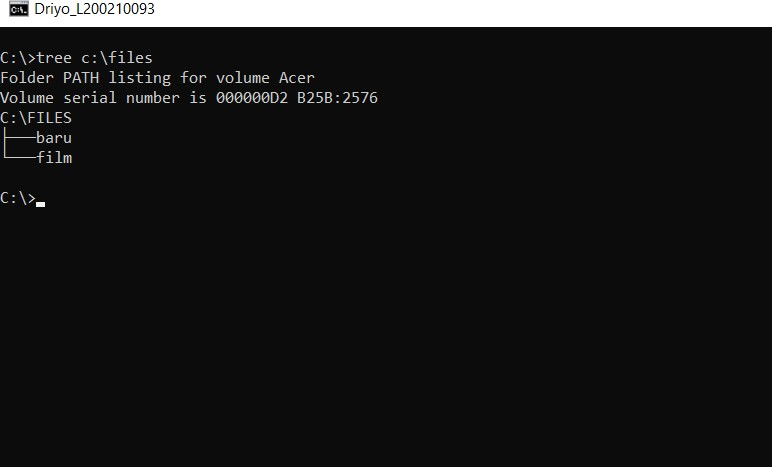 Driyo_L200210093
C:\>tree c:\files
Folder PATH listing for volume Acer
Volume serial number is 000000D2 B25B:2576
C:\FILES
├───baru
└───film
C:\>